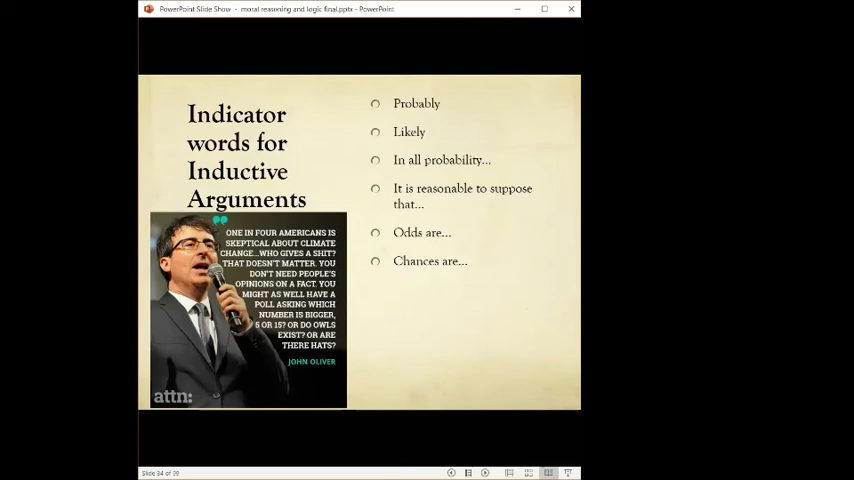 PowerPoint Slide Show - moral reasoning and logic final.pptx - PowerPoint
Indicator
words for
Inductive
Arguments
Probably
Likely
In all probability...
It is reasonable to suppose
that...
Odds are...
Chances are...
ONE IN FOUR AMERICANS IS
SKEPTICAL ABOUT CLIMATE
CHANGE...WHO GIVES A SHIT?
THAT DOESN'T MATTER. YOU
DON'T NEED PEOPLE'S
OPINIONS ON A FACT. YOU
MIGHT AS WELL HAVE A
POLL ASKING WHICH
NUMBER IS BIGGER,
5 OR 15? OR DO OWLS
EXIST? OR ARE
THERE HATS?
JOHN OLIVER
attn:
Slide 34 of 39